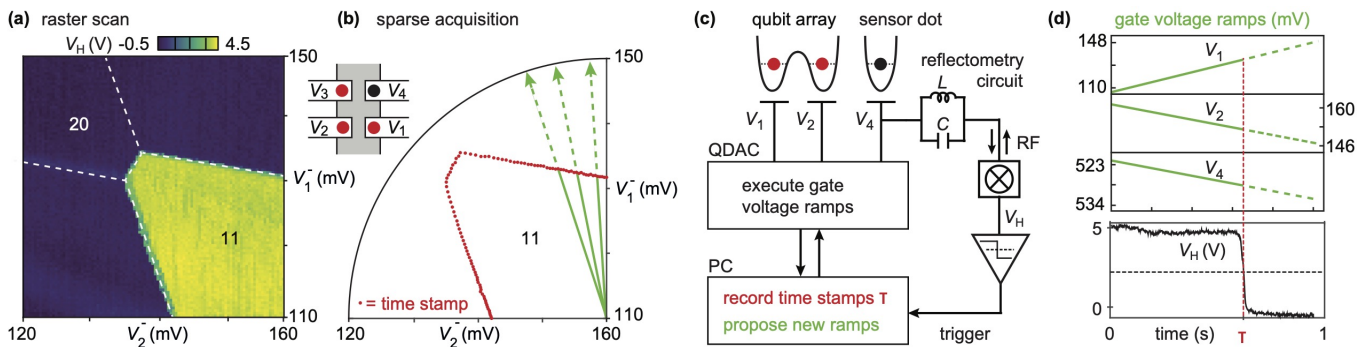 (a) raster scan
V_H (V) -0.5 4.5
150
20
11
V_1^- (mV)
110
120
V_2^- (mV)
160
(b) sparse acquisition
V_3 V_4
V_2 V_1
150
V_1^- (mV)
11
• = time stamp
110
120
V_2^- (mV)
160
(c) qubit array sensor dot
reflectometry
circuit
L
C
V_1 V_2 V_4
RF
QDAC
execute gate
voltage ramps
V_H
PC
record time stamps T
propose new ramps
trigger
(d) gate voltage ramps (mV)
148
V_1
110
V_2
160
146
523
V_4
534
5
V_H (V)
0
0 time (s) T 1